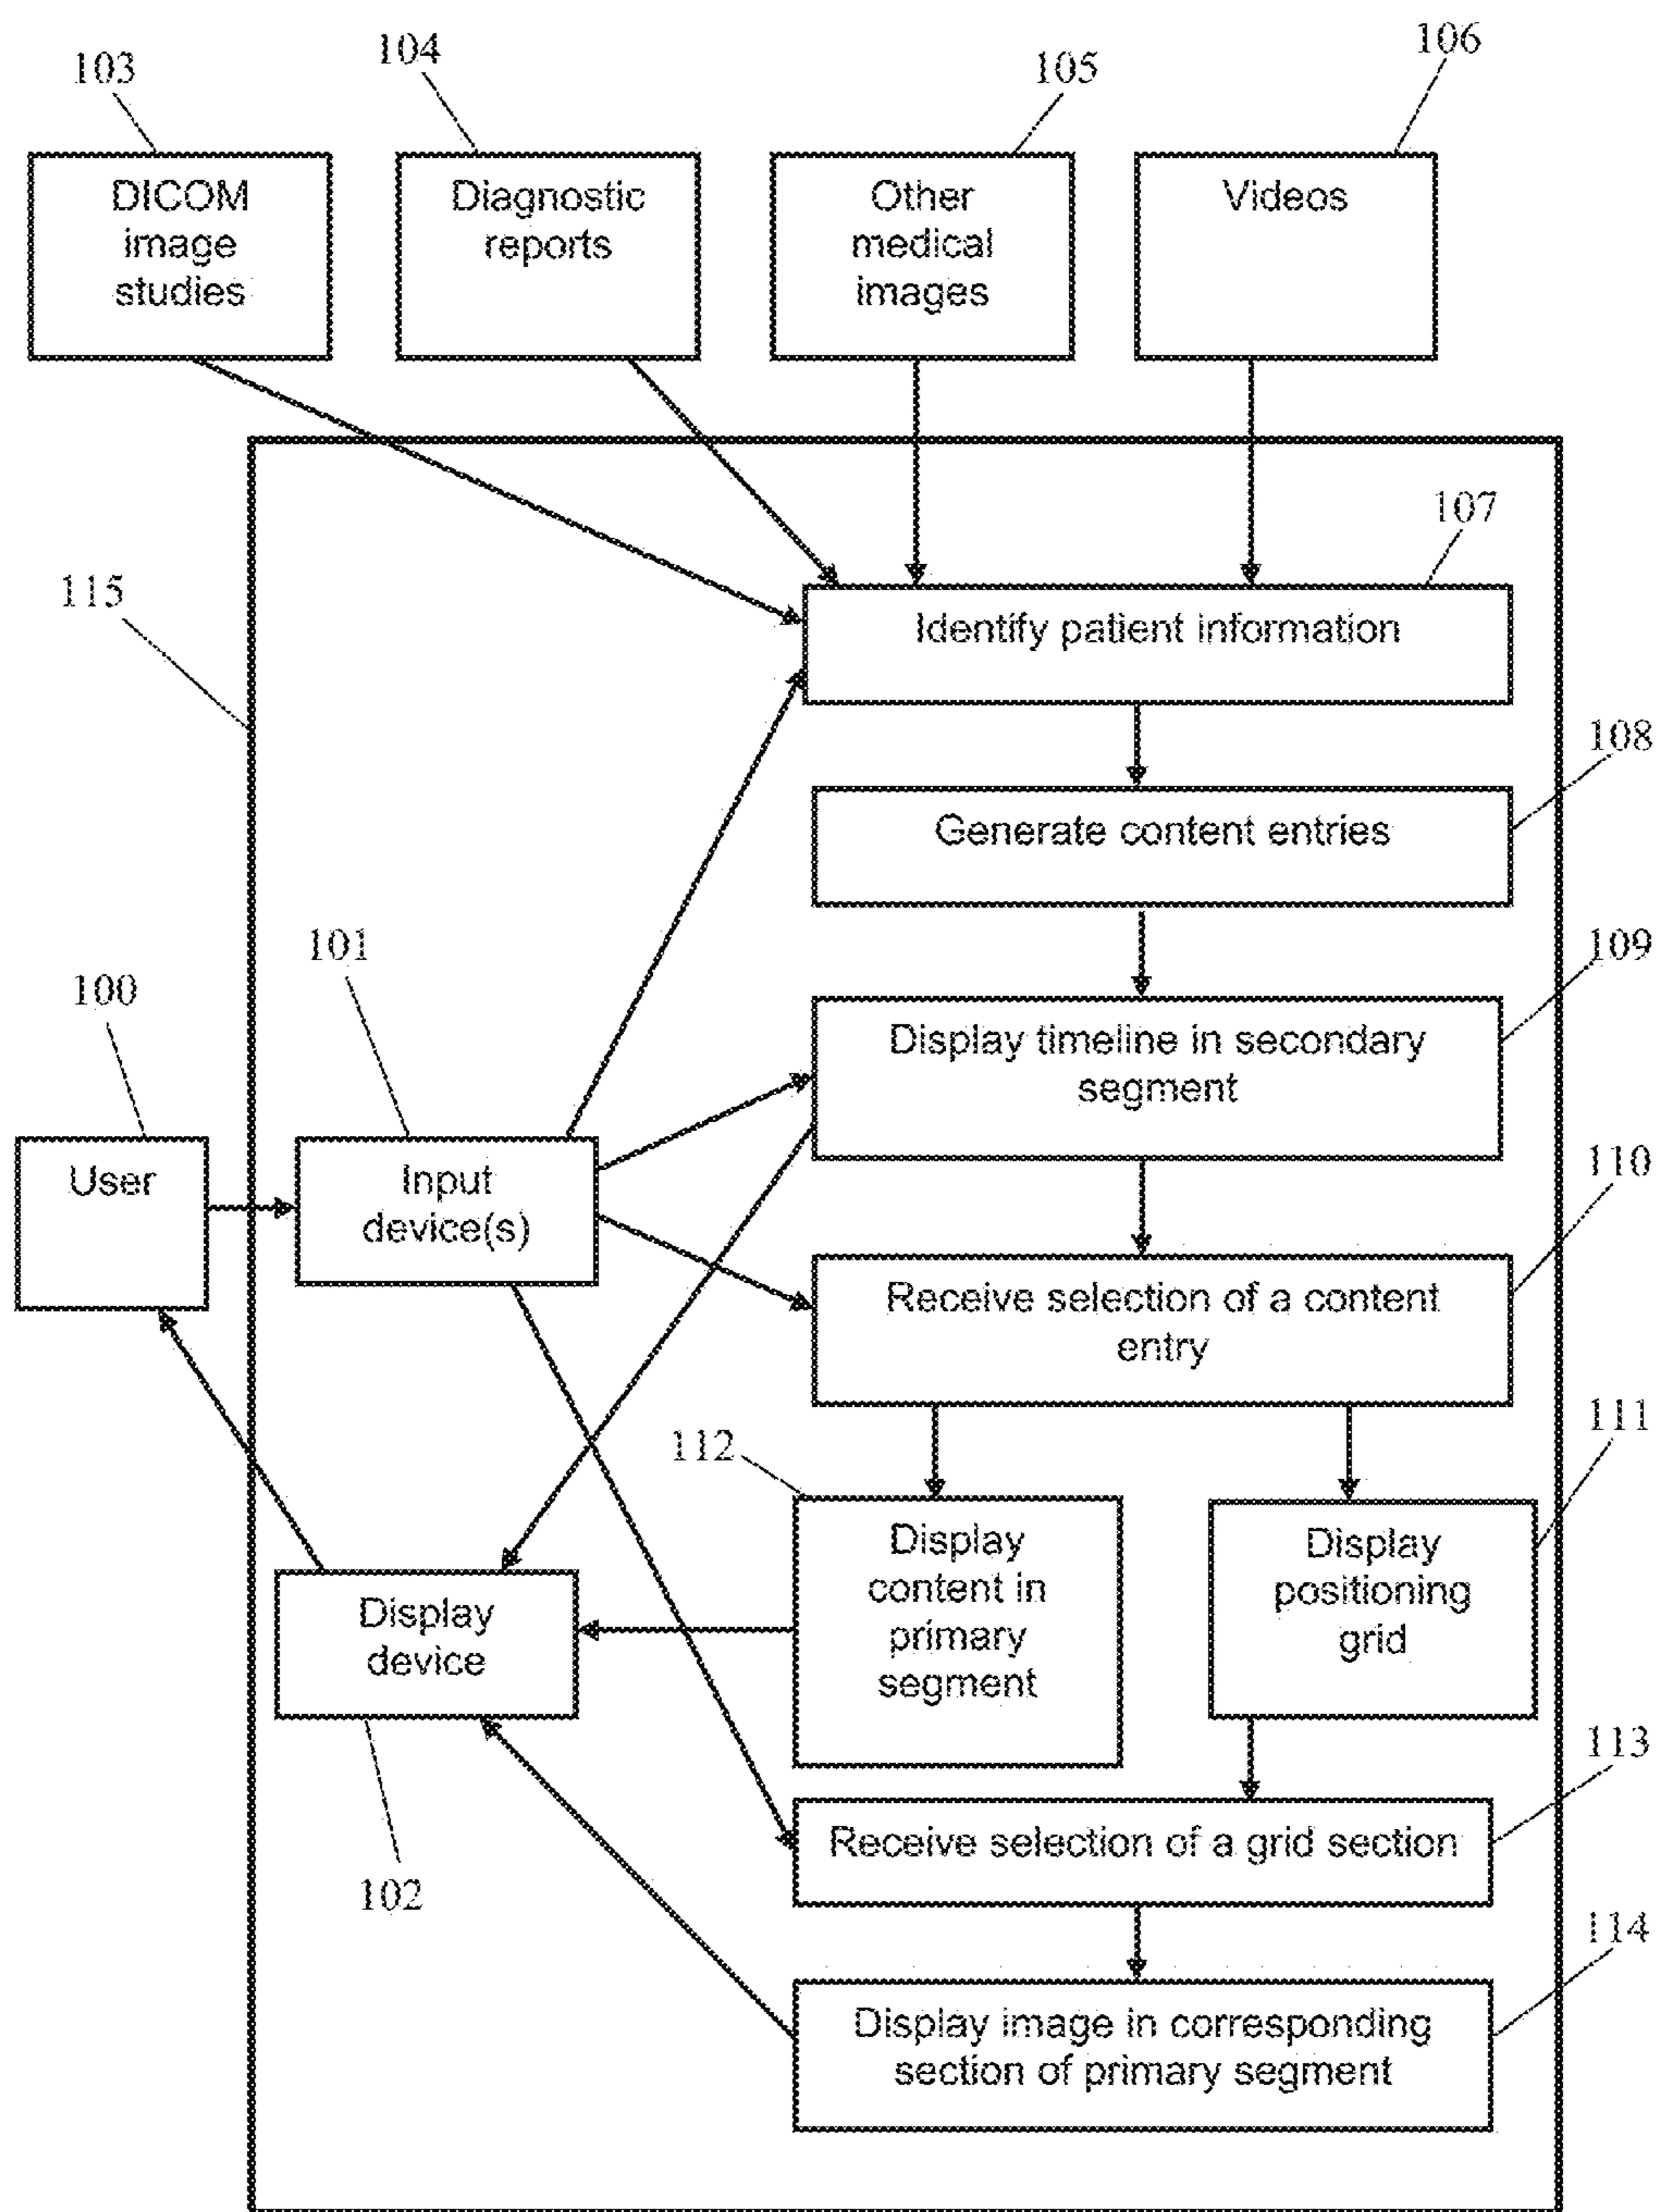 106
104
103
105
DICOM
image
studies
Diagnostic
reports
Other
medical
images
Videos
107
115
Identify patient information
108
Generate content entries
101
109
100
Display timeline in secondary
segment
110
User
Input
device(s)
Receive selection of a content
entry
111
112
Display
content in
primary
segment
Display
positioning
grid
Display
device
113
Receive selection of a grid section
102
114
Display image in corresponding
section of primary segment